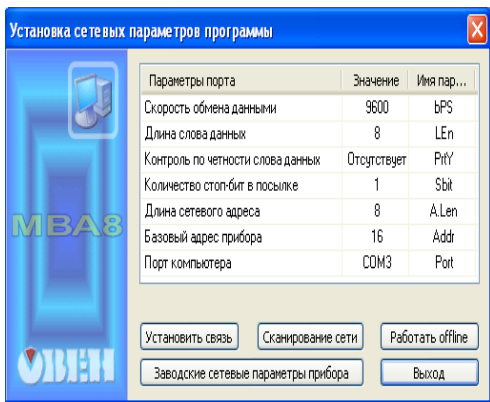 Установка сетевых параметров программы
Параметры порта Значение Имя пар...
Скорость обмена данными 9600 bPS
Длина слова данных 8 LEn
Контроль по четности слова данных Отсутствует PrtY
Количество стоп-бит в посылке 1 Sbit
Длина сетевого адреса 8 A.Len
Базовый адрес прибора 16 Addr
Порт компьютера COM3 Port
МВА8
ОВЕН
Установить связь Сканирование сети Работать offline
Заводские сетевые параметры прибора Выход